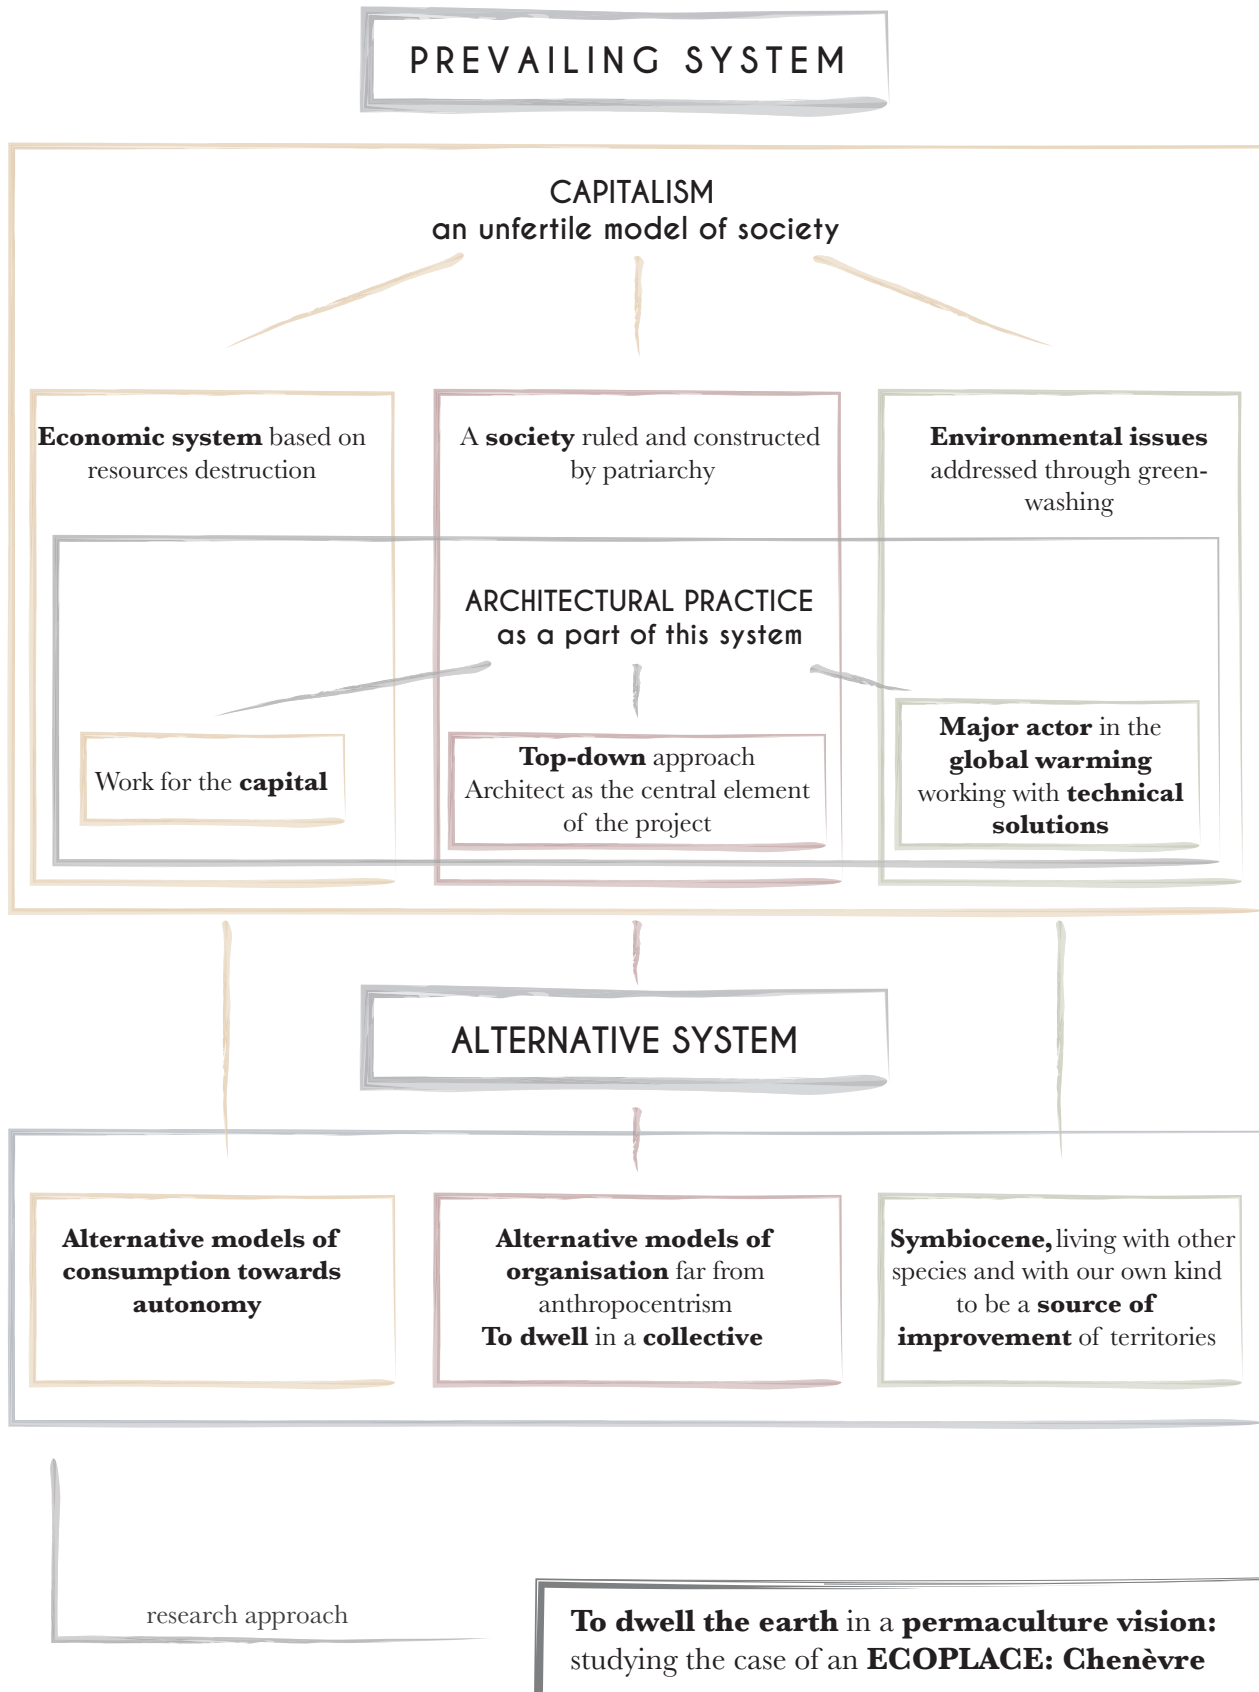 PREVAILING SYSTEM
CAPITALISM
an unfertile model of society
Economic system based on
resources destruction
A society ruled and constructed
by patriarchy
Environmental issues
addressed through green-
washing
ARCHITECTURAL PRACTICE
as a part of this system
Work for the capital
Top-down approach
Architect as the central element
of the project
Major actor in the
global warming
working with technical
solutions
ALTERNATIVE SYSTEM
Alternative models of
consumption towards
autonomy
Alternative models of
organisation far from
anthropocentrism
To dwell in a collective
Symbiocene, living with other
species and with our own kind
to be a source of
improvement of territories
research approach
To dwell the earth in a permaculture vision:
studying the case of an ECOPLACE: Chenèvre